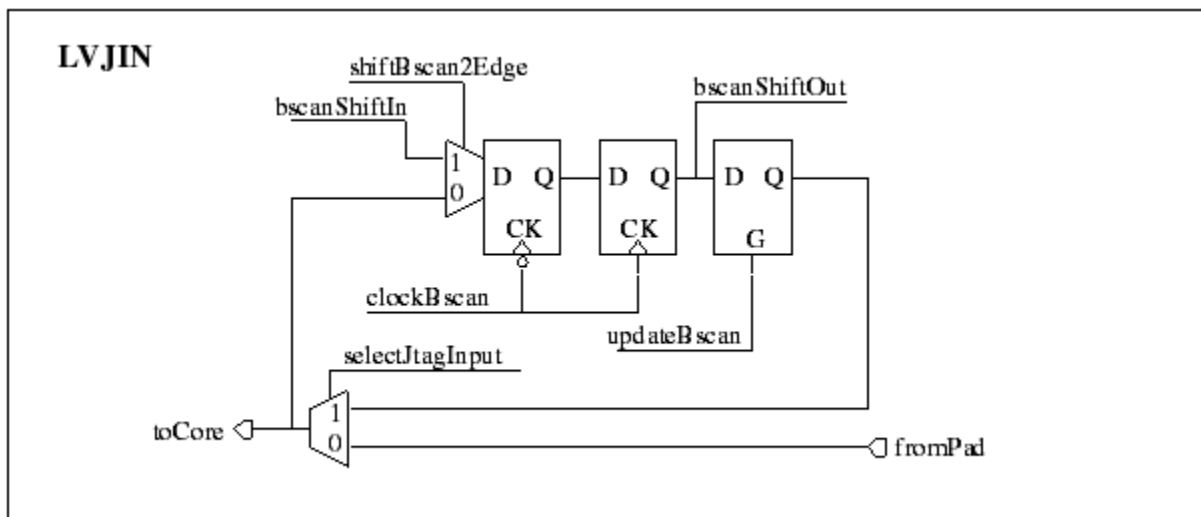 LVJIN
shiftBscan2Edge
bscanShiftIn
bscanShiftOut
1
0
D Q
CK
D Q
CK
D Q
G
clockBscan
updateBscan
selectJtagInput
1
0
toCore
fromPad